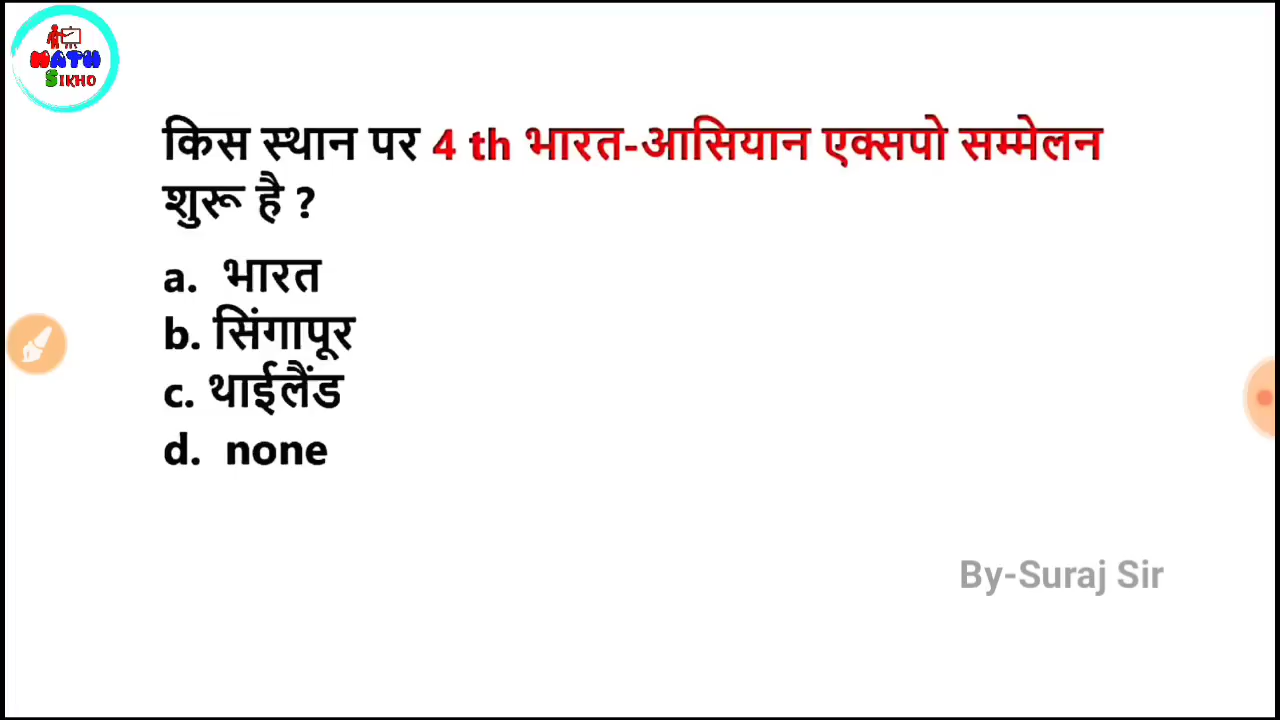 MATH
SIKHO
किस स्थान पर 4 th भारत-आसियान एक्सपो सम्मेलन
शुरू है ?
a. भारत
b. सिंगापूर
c. थाईलैंड
d. none
By-Suraj Sir